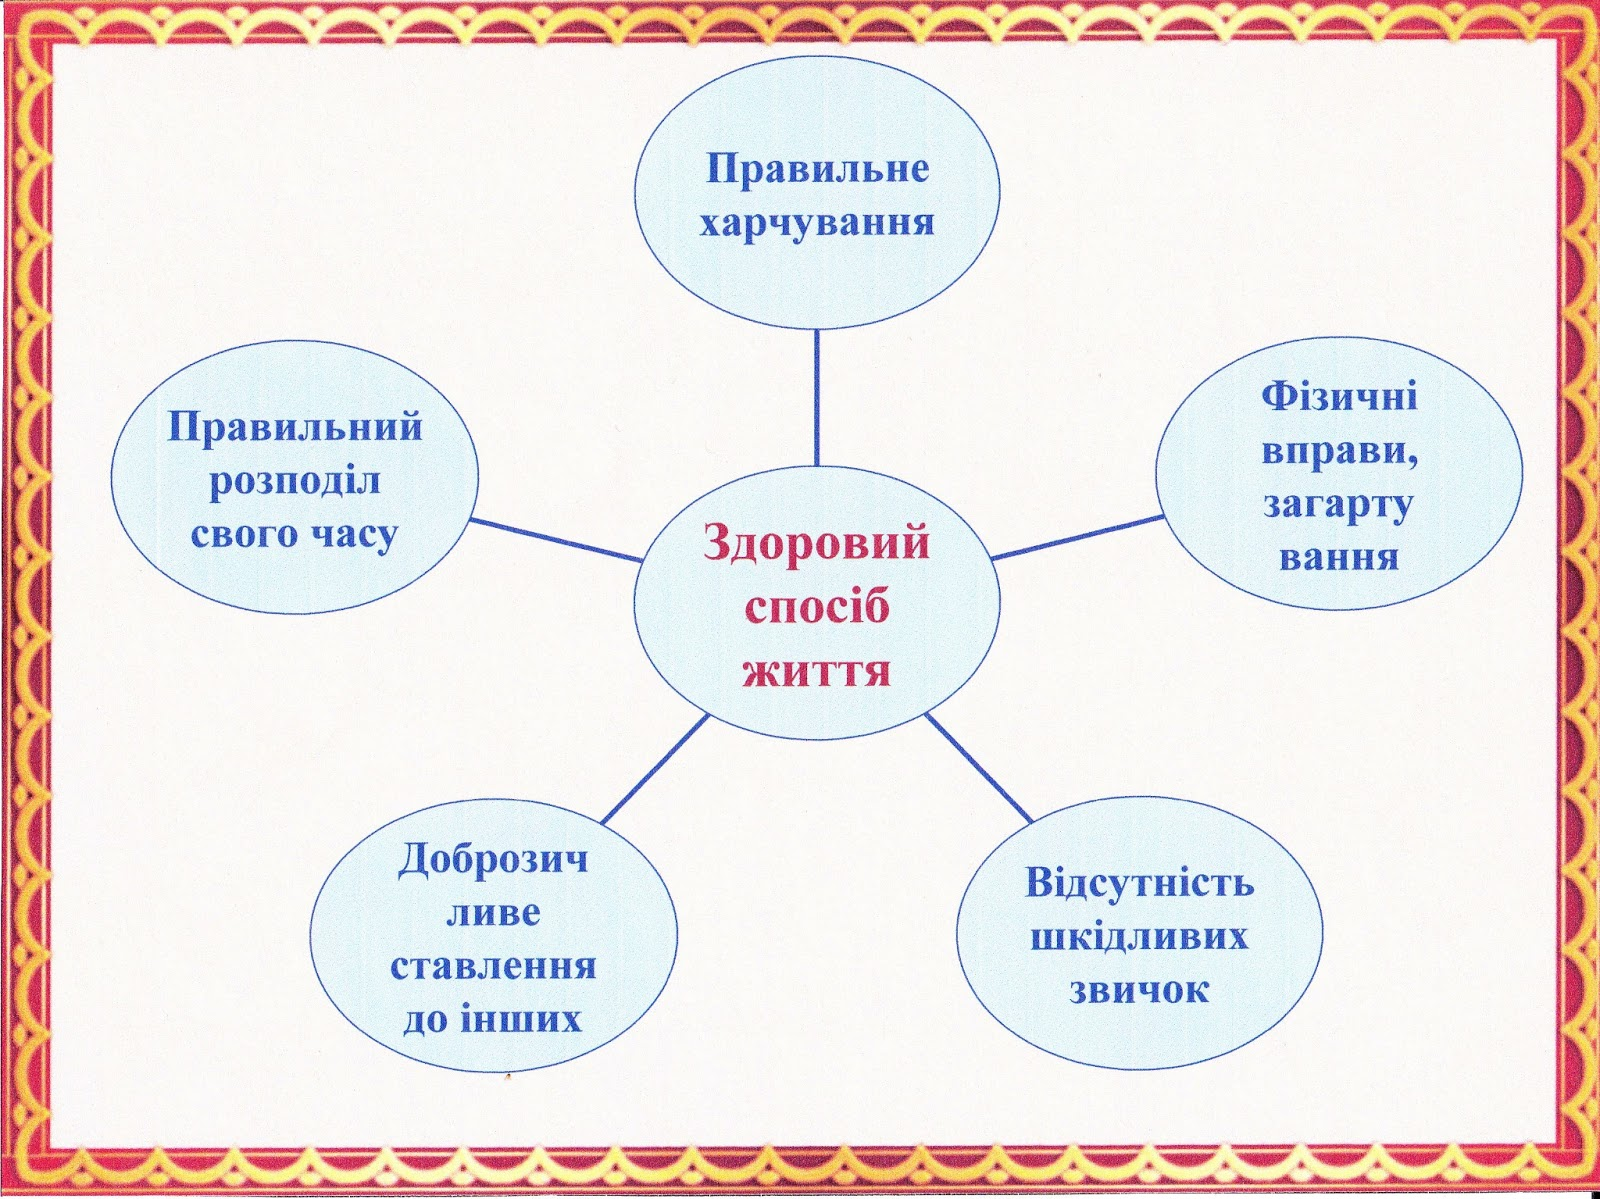 Правильне
харчування
Фізичні
вправи,
загарту
вання
Правильний
розподіл
свого часу
Здоровий
спосіб
життя
Доброзич
ливе
ставлення
до інших
Відсутність
шкідливих
звичок